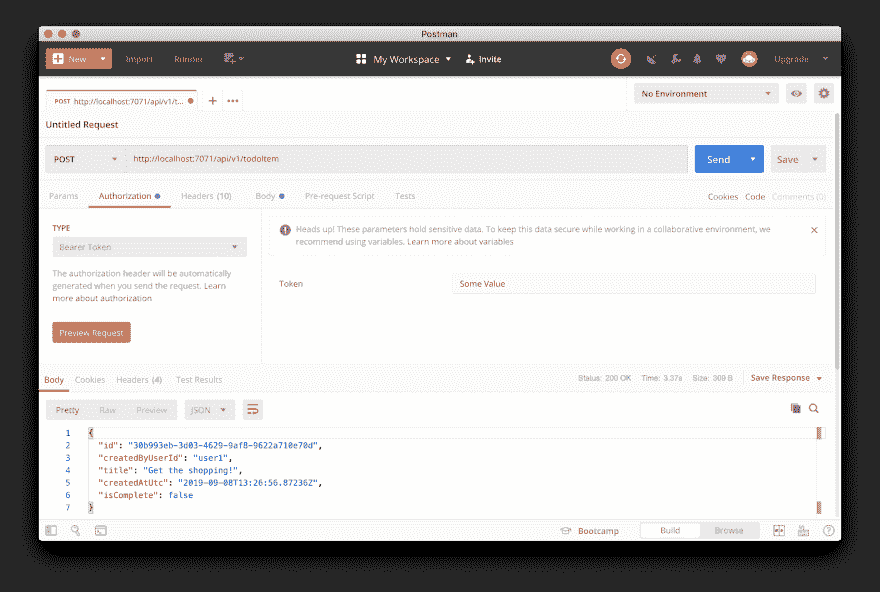 Postman
New Import Runner My Workspace Invite Upgrade
POST http://localhost:7071/api/v1/t... No Environment
Untitled Request
POST http://localhost:7071/api/v1/todoItem Send Save
Params Authorization Headers (10) Body Pre-request Script Tests Cookies Code Comments (0)
TYPE
Bearer Token
Heads up! These parameters hold sensitive data. To keep this data secure while working in a collaborative environment, we
recommend using variables. Learn more about variables
The authorization header will be automatically
generated when you send the request. Learn
more about authorization
Token Some Value
Preview Request
Body Cookies Headers (4) Test Results Status: 200 OK Time: 3.37s Size: 309 B Save Response
Pretty Raw Preview JSON
1 {
2 "id": "30b993eb-3d03-4629-9af8-9622a710e70d",
3 "createdByUserId": "user1",
4 "title": "Get the shopping!",
5 "createdAtUtc": "2019-09-08T13:26:56.872362Z",
6 "isComplete": false
7 }
Bootcamp Build Browse